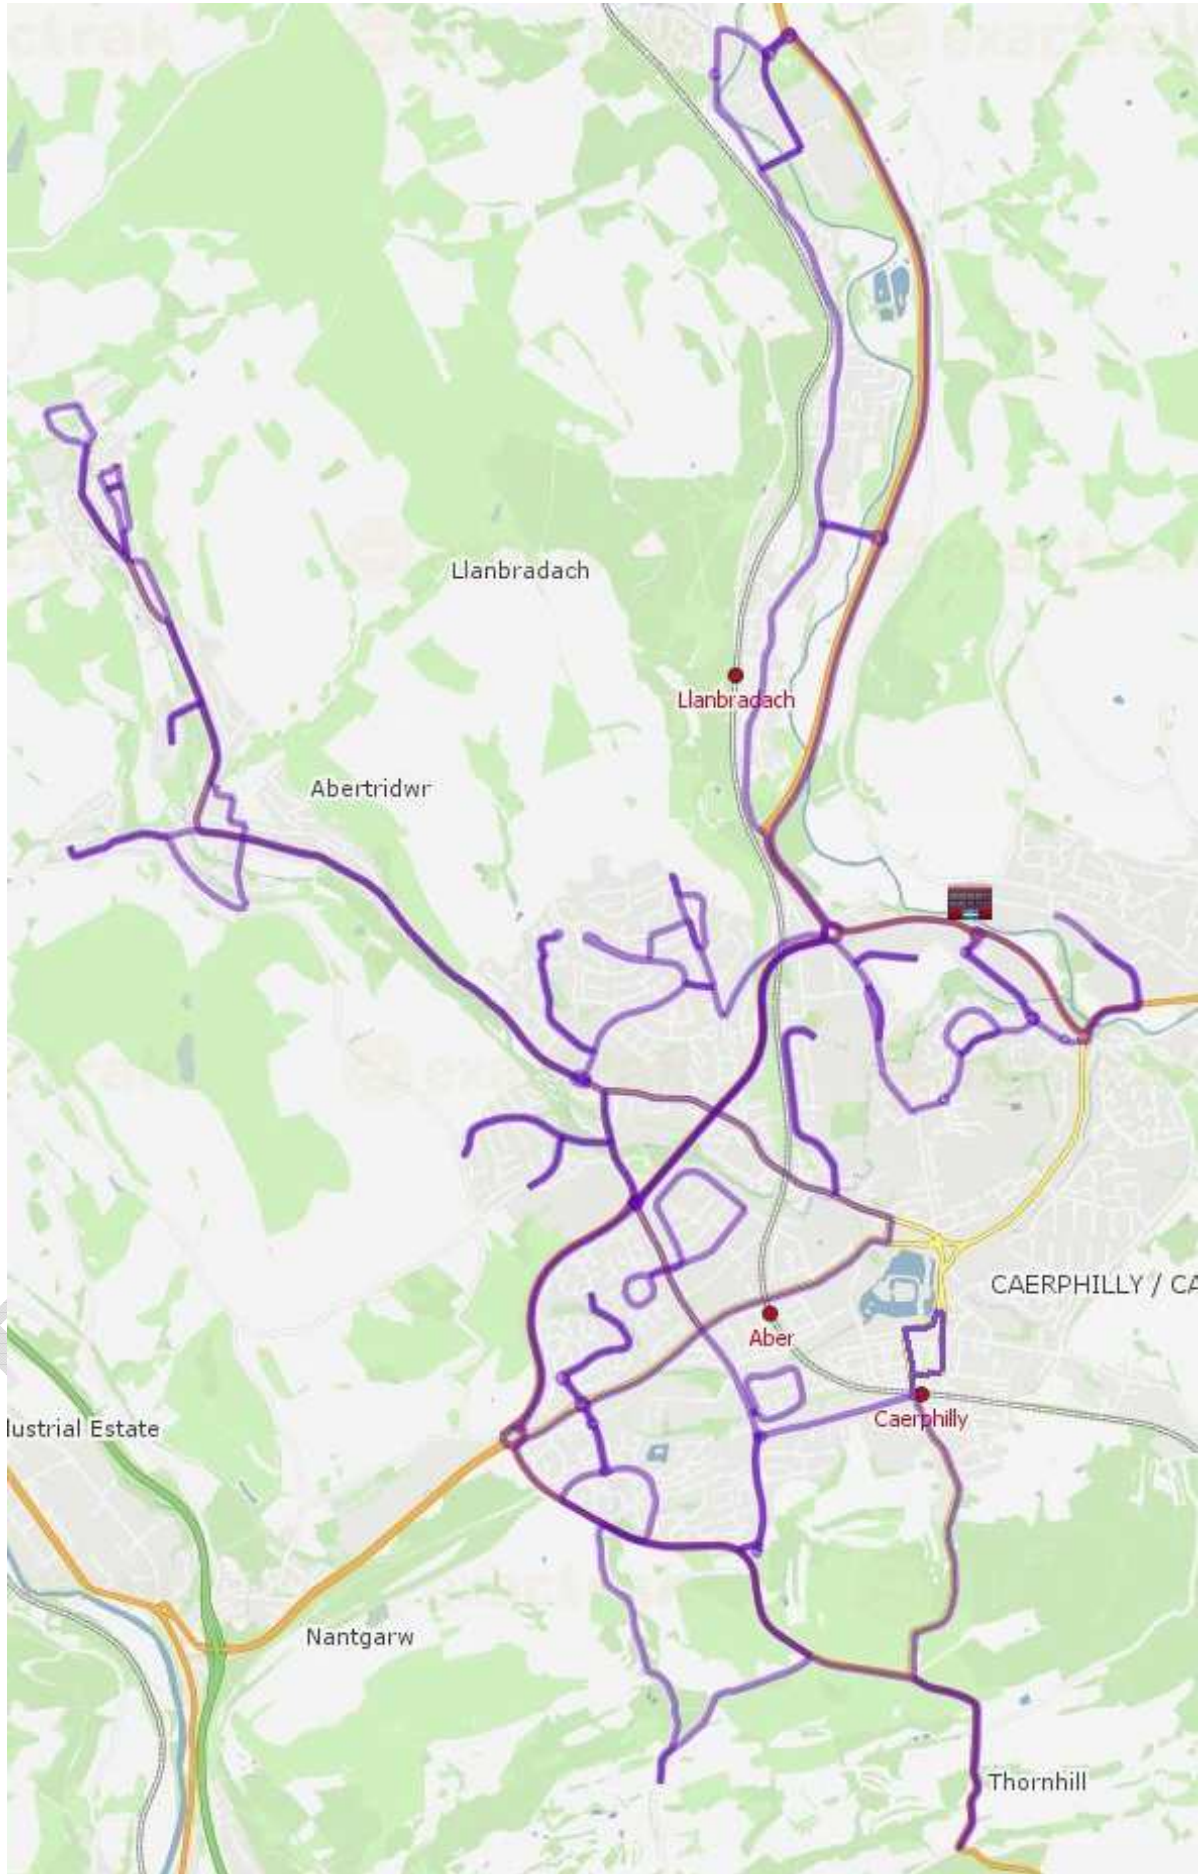 Llanbradach
Llanbradach
Abertridwr
CAERPHILLY / CA
Aber
Caerphilly
lustrial Estate
Nantgarw
Thornhill